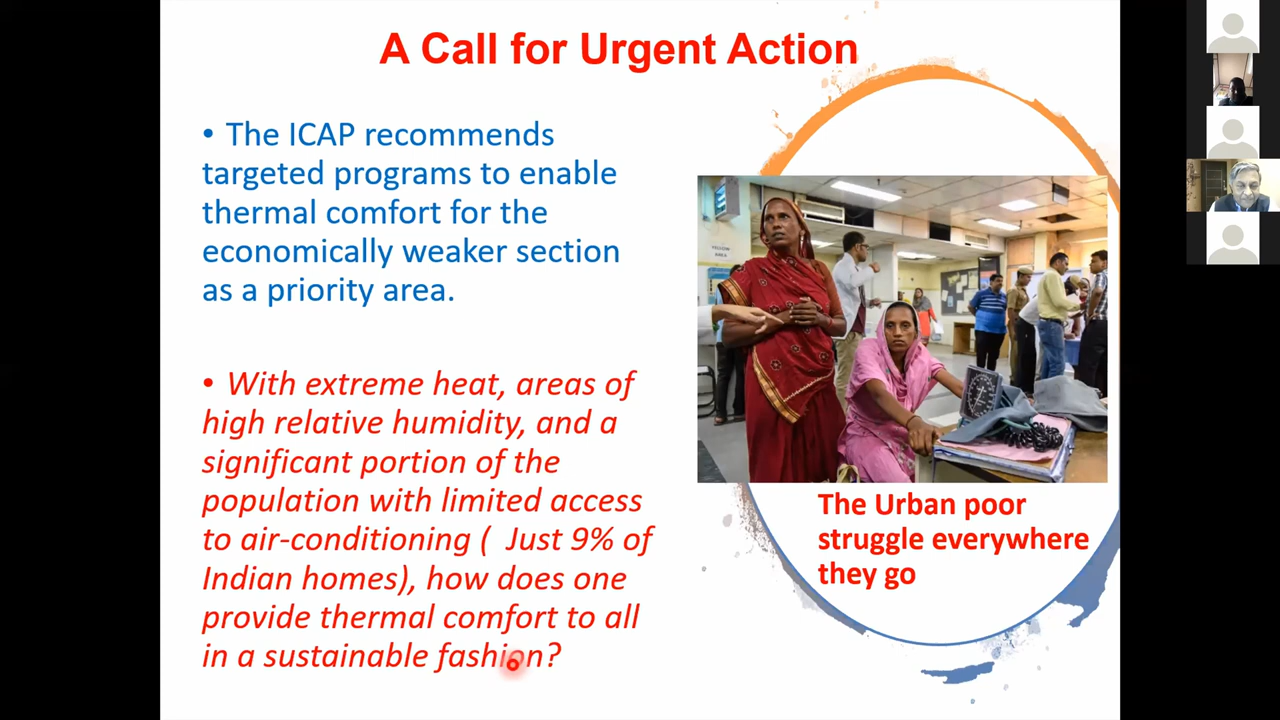 A Call for Urgent Action
• The ICAP recommends
targeted programs to enable
thermal comfort for the
economically weaker section
as a priority area.
• With extreme heat, areas of
high relative humidity, and a
significant portion of the
population with limited access
to air-conditioning (  Just 9% of
Indian homes), how does one
provide thermal comfort to all
in a sustainable fashion?
YELLOW
AREA
The Urban poor
struggle everywhere
they go